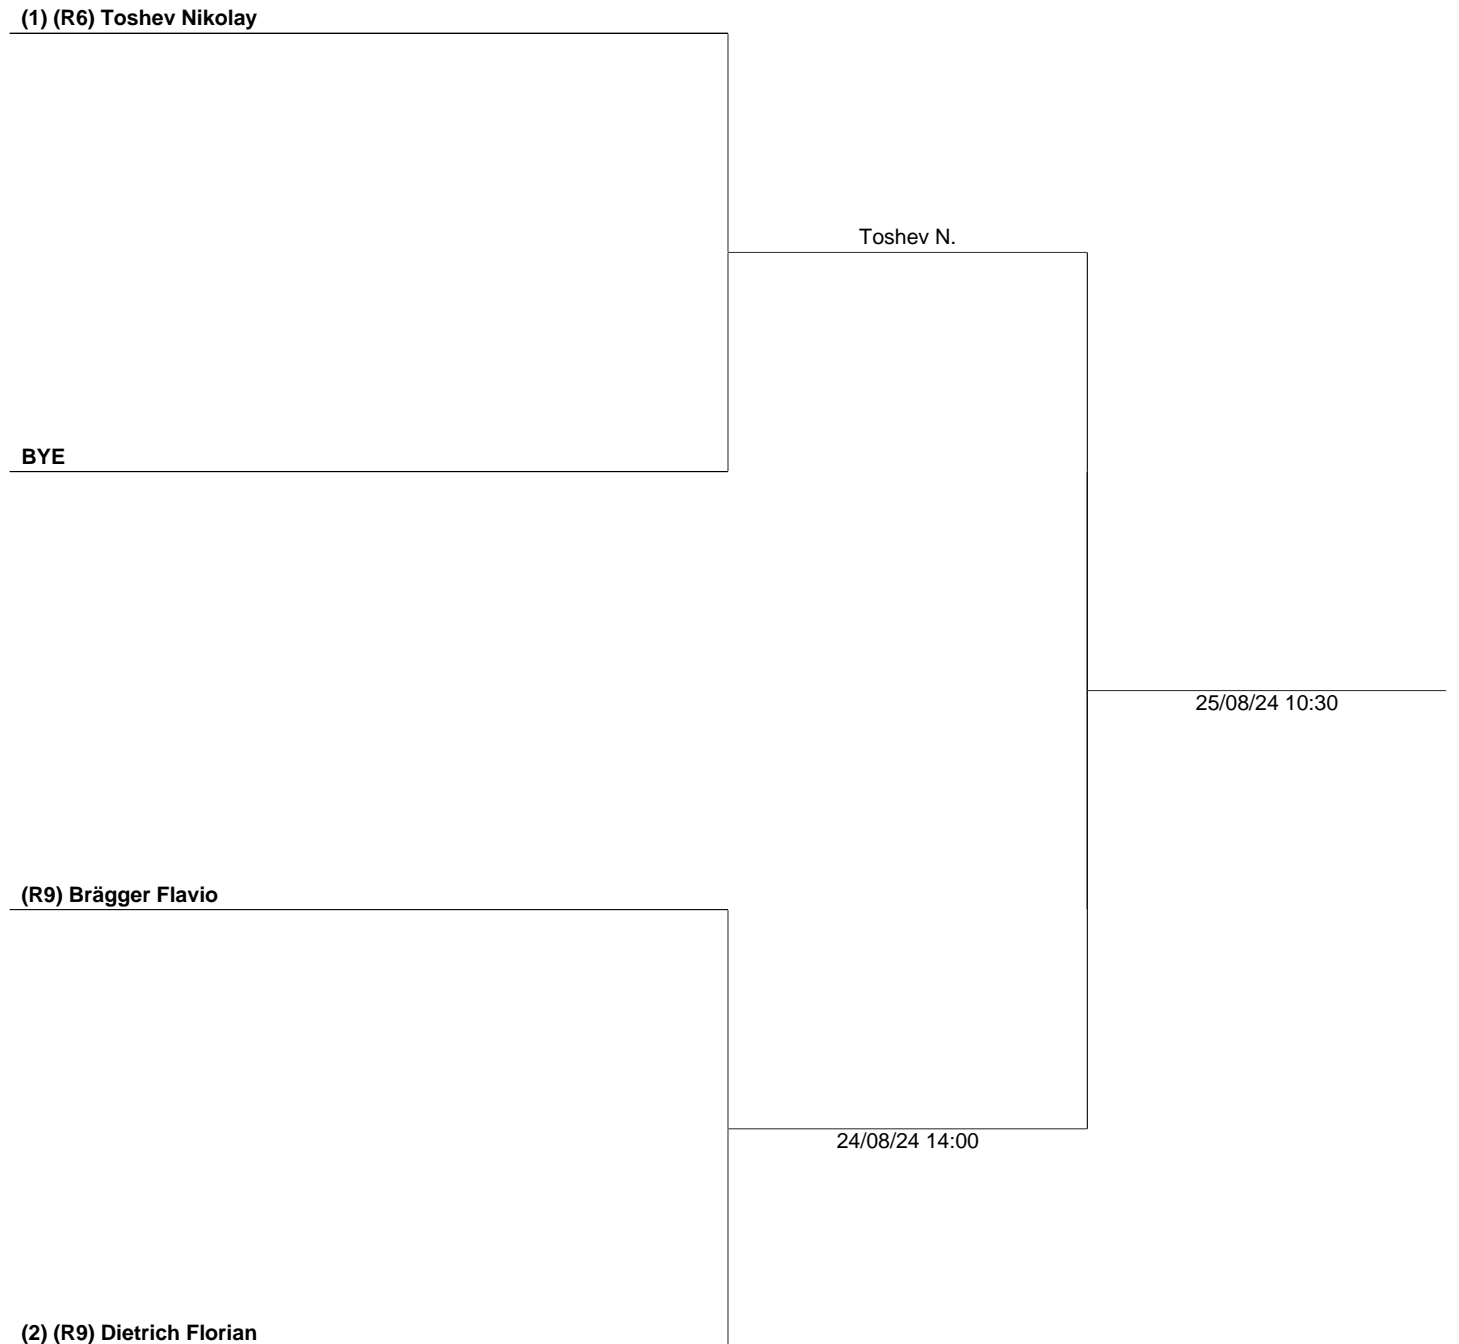 (1) (R6) Toshev Nikolay
Toshev N.
BYE
25/08/24 10:30
(R9) Brägger Flavio
24/08/24 14:00
(2) (R9) Dietrich Florian